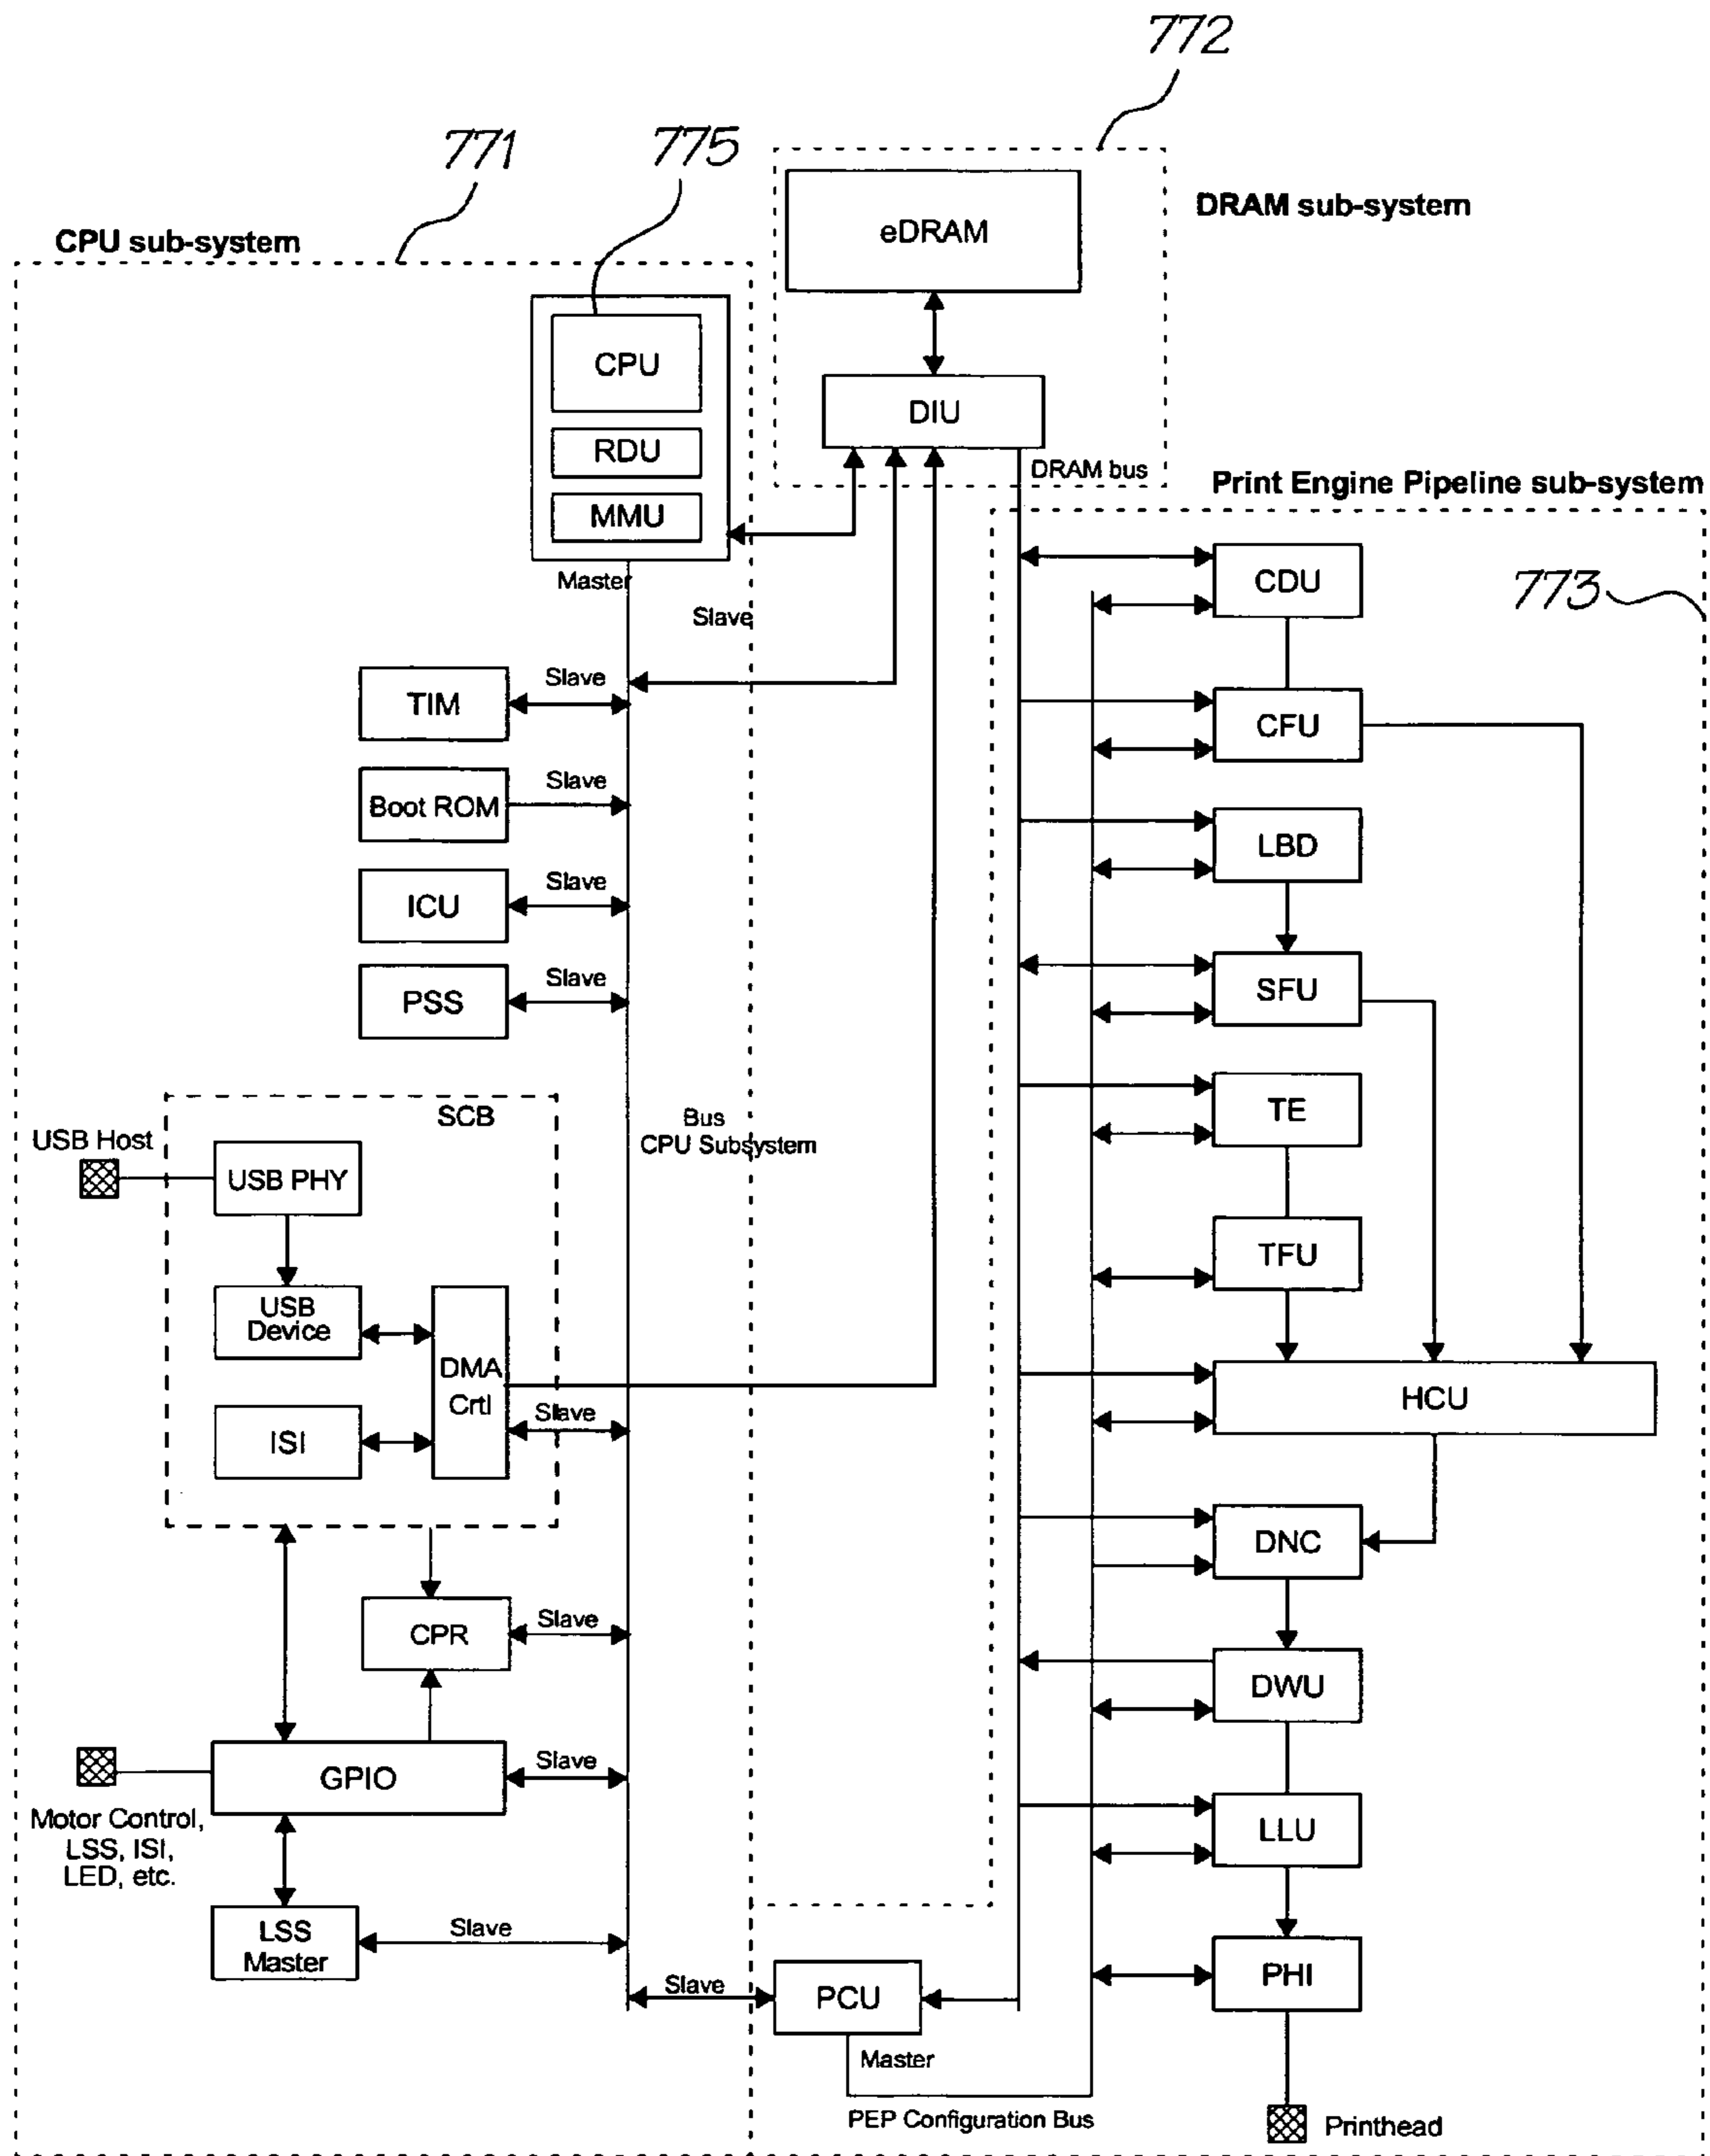 772
771
775
DRAM sub-system
CPU sub-system
eDRAM
CPU
DIU
RDU
DRAM bus
Print Engine Pipeline sub-system
MMU
Master
CDU
773
Slave
TIM
Slave
CFU
Boot ROM
Slave
LBD
ICU
Slave
PSS
Slave
SFU
SCB
Bus
CPU Subsystem
TE
USB Host
USB PHY
TFU
USB
Device
DMA
Crtl
Slave
HCU
ISI
DNC
CPR
Slave
DWU
GPIO
Slave
Motor Control,
LSS, ISI,
LED, etc.
LLU
LSS
Master
Slave
Slave
PCU
PHI
Master
PEP Configuration Bus
Printhead